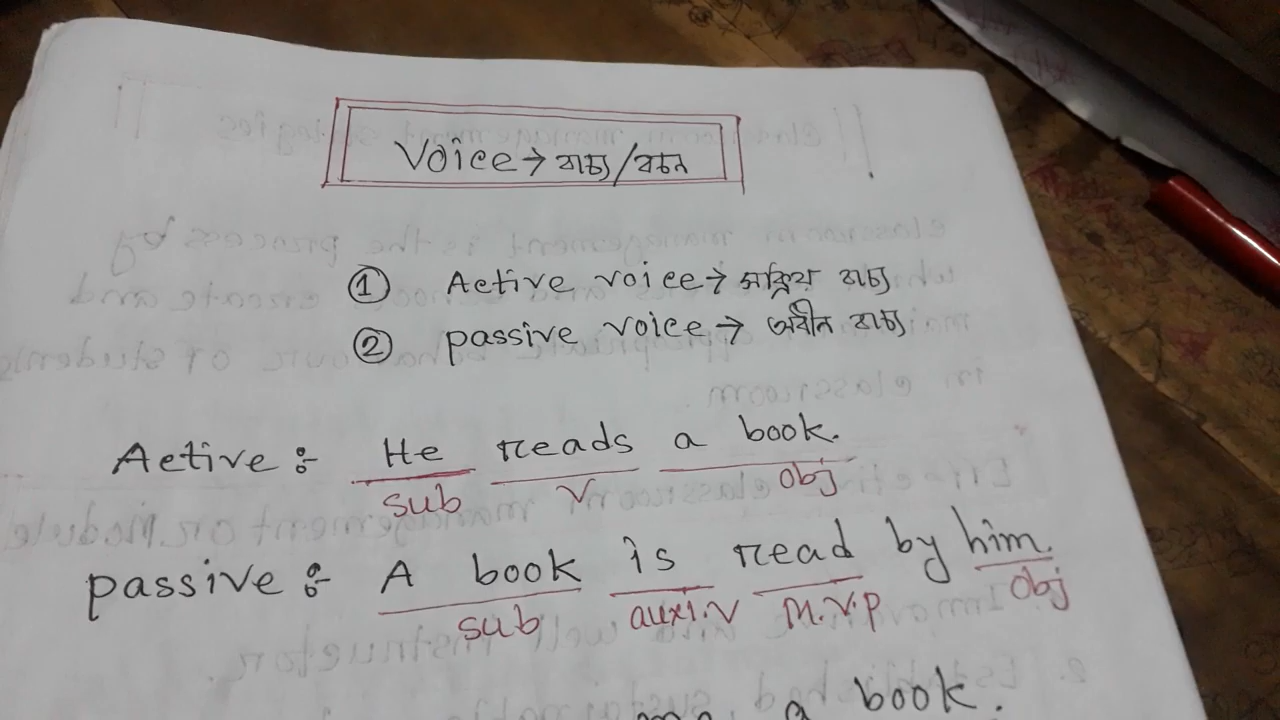 Voice → বাচ্য/বচন
① Active voice → সক্রিয় বাচ্য
② passive voice → অধীন বাচ্য
Active :- He reads a book.
sub V obj
passive :- A book is read by him.
sub auxi.v m.v.p obj
a book.